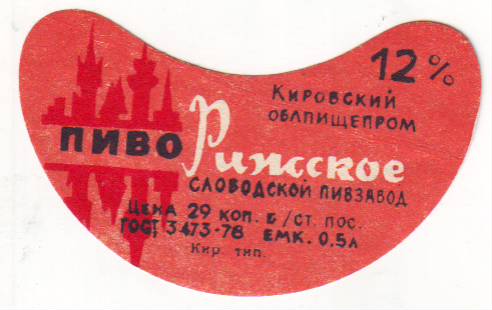 12%
Кировский
облпищепром
ПИВО
Рижское
Слободской пивзавод
Цена 29 коп. б/ст. пос.
ГОСТ 3473-78 Емк. 0.5л
Кир. тип.